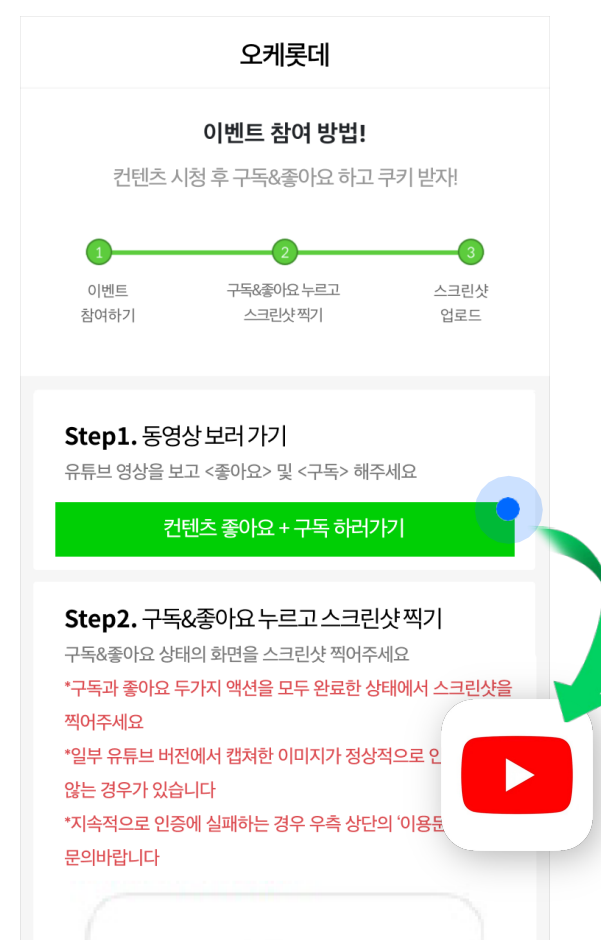 오케롯데
이벤트 참여 방법!
컨텐츠 시청 후 구독&좋아요 하고 쿠키 받자!
1 2 3
이벤트 구독&좋아요 누르고 스크린샷
참여하기 스크린샷 찍기 업로드
Step1. 동영상 보러 가기
유튜브 영상을 보고 <좋아요> 및 <구독> 해주세요
컨텐츠 좋아요 + 구독 하러가기
Step2. 구독&좋아요 누르고 스크린샷 찍기
구독&좋아요 상태의 화면을 스크린샷 찍어주세요
*구독과 좋아요 두가지 액션을 모두 완료한 상태에서 스크린샷을
찍어주세요
*일부 유튜브 버전에서 캡쳐한 이미지가 정상적으로
않는 경우가 있습니다
*지속적으로 인증에 실패하는 경우 우측 상단의
문의바랍니다